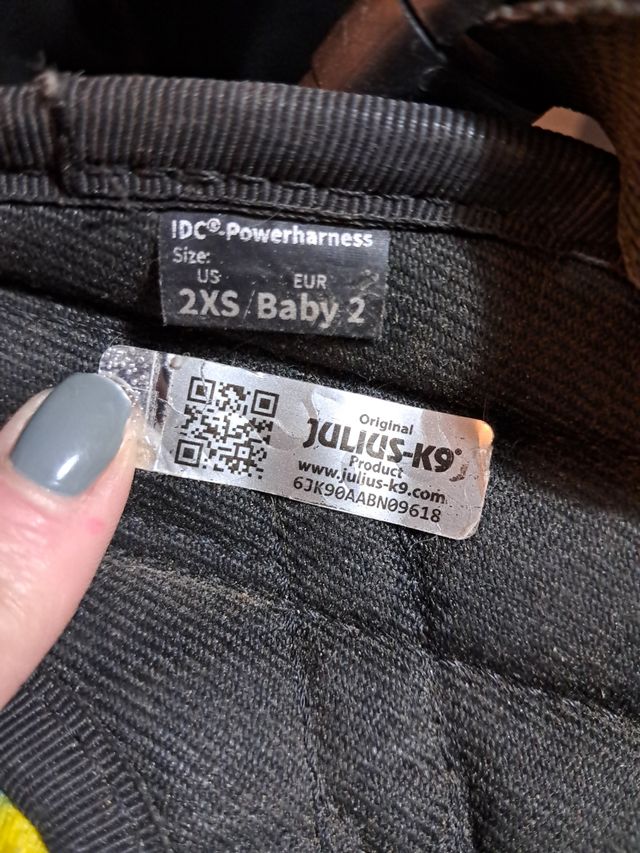 IDC®-Powerharness
Size:
US EUR
2XS/Baby 2
Original
JULIUS-K9®
Product
www.julius-k9.com
6JK90AABN09618